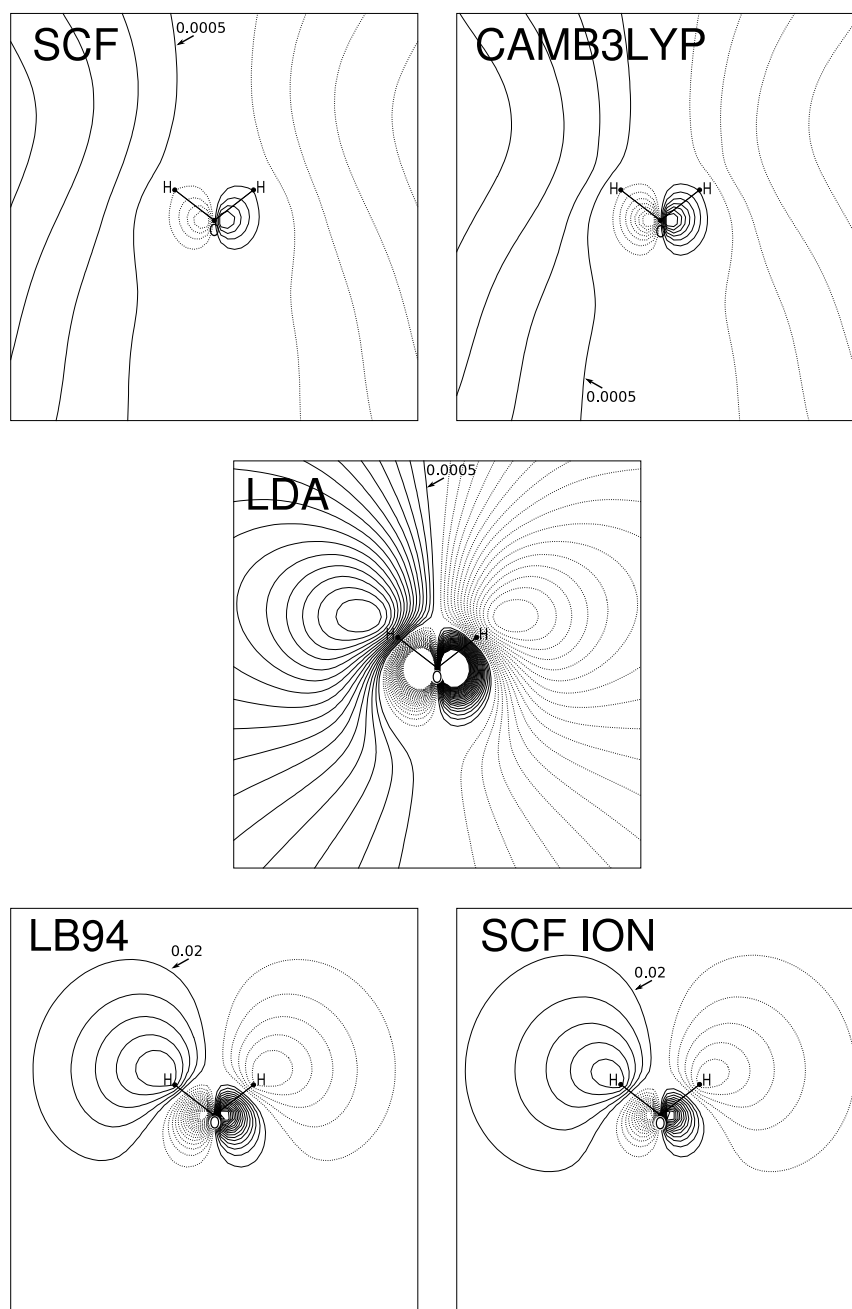 SCF
0.0005
H H
O
CAMB3LYP
H H
O
0.0005
LDA
0.0005
H H
O
LB94
0.02
H H
O
SCF ION
0.02
H H
O